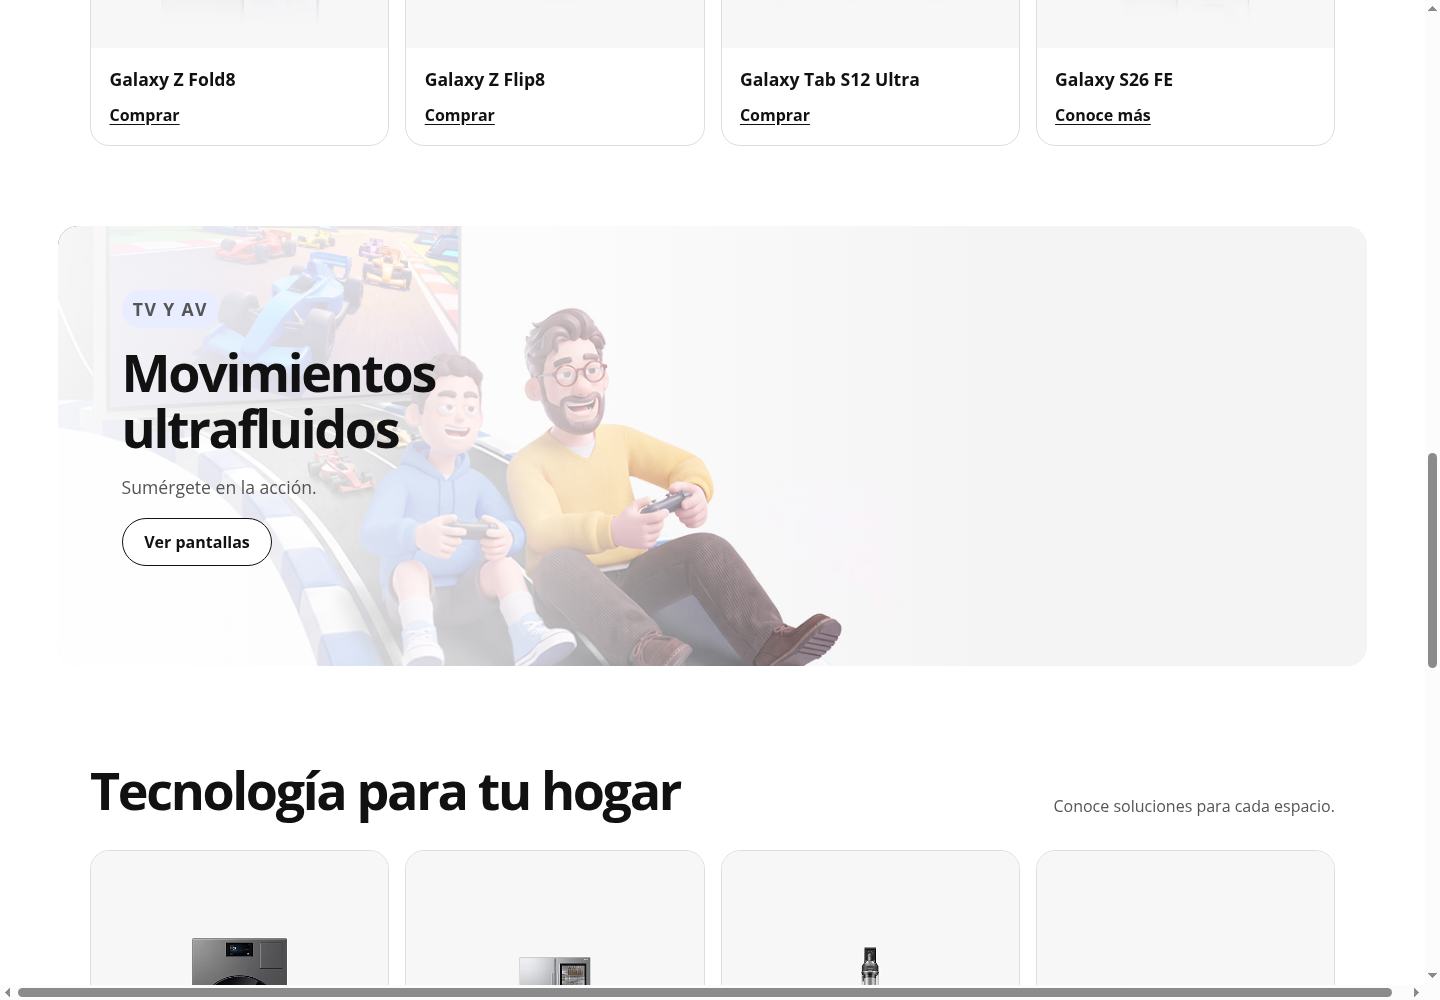 Galaxy Z Fold8
Comprar
Galaxy Z Flip8
Comprar
Galaxy Tab S12 Ultra
Comprar
Galaxy S26 FE
Conoce más
TV Y AV
Movimientos
ultrafluidos
Sumérgete en la acción.
Ver pantallas
Tecnología para tu hogar
Conoce soluciones para cada espacio.